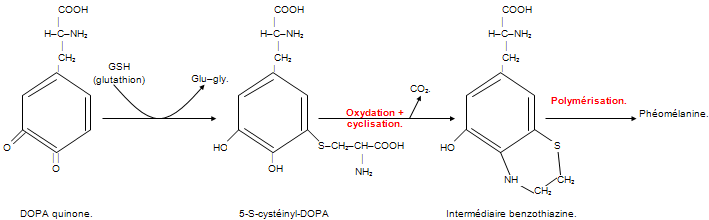 COOH
H–C–NH₂
CH₂
GSH
(glutathion)
Glu–gly.
O
O
DOPA quinone.
COOH
H–C–NH₂
CH₂
HO
OH
S–CH₂–CH–COOH
NH₂
5-S-cystéinyl-DOPA
CO₂.
Oxydation +
cyclisation.
COOH
H–C–NH₂
CH₂
HO
S
NH
CH₂
CH₂
Intermédiaire benzothiazine.
Polymérisation.
Phéomélanine.